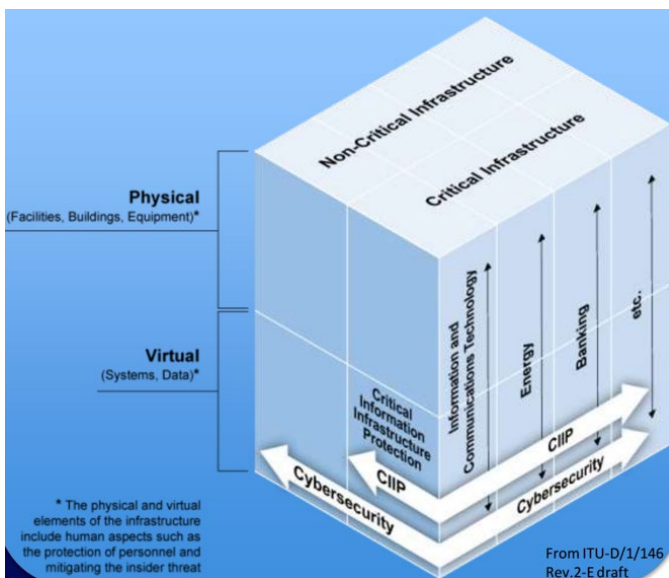 Non-Critical Infrastructure
Critical Infrastructure
Physical
(Facilities, Buildings, Equipment)*
Virtual
(Systems, Data)*
Critical
Information
Infrastructure
Protection
Information and
Communications Technology
Energy
Banking
etc.
CIIP
CIIP
Cybersecurity
Cybersecurity
* The physical and virtual
elements of the infrastructure
include human aspects such as
the protection of personnel and
mitigating the insider threat
From ITU-D/1/146
Rev.2-E draft